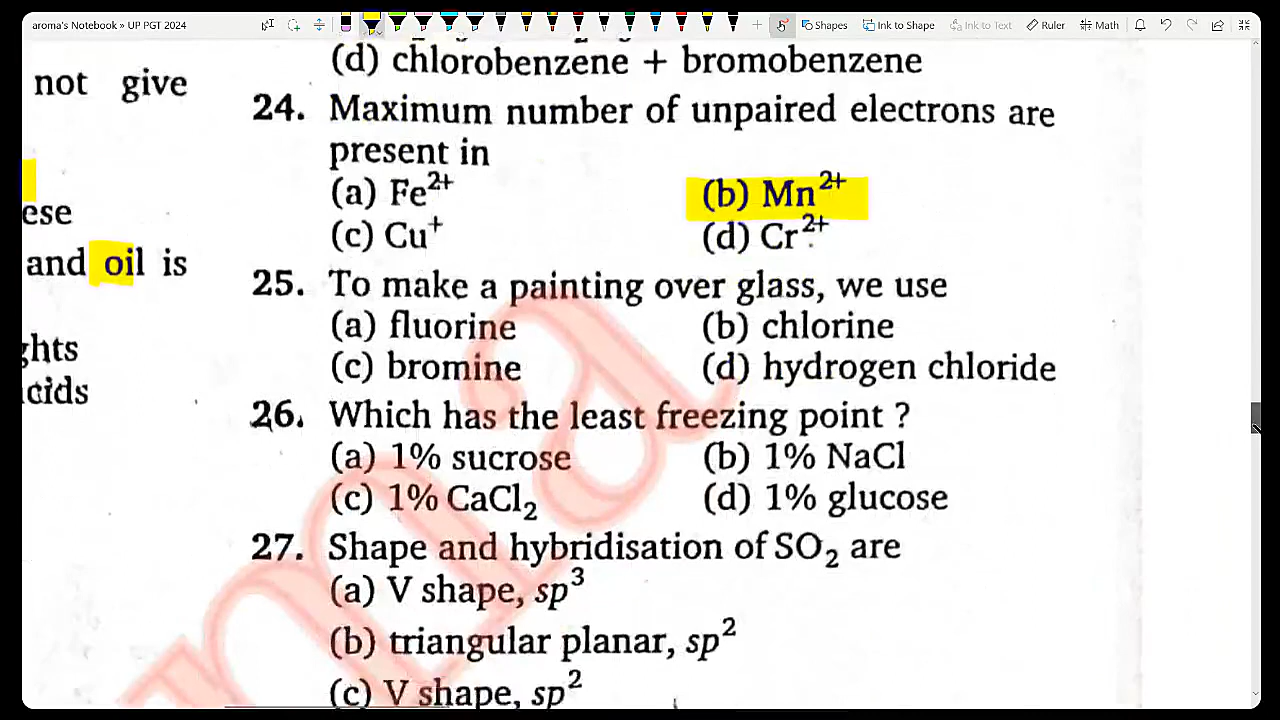 aroma's Notebook » UP PGT 2024
Shapes
Ink to Shape
Ink to Text
Ruler
Math
not give
ese
and oil is
ghts
cids
(d) chlorobenzene + bromobenzene
24. Maximum number of unpaired electrons are
present in
(a) Fe²⁺ (b) Mn²⁺
(c) Cu⁺ (d) Cr²⁺
25. To make a painting over glass, we use
(a) fluorine (b) chlorine
(c) bromine (d) hydrogen chloride
26. Which has the least freezing point ?
(a) 1% sucrose (b) 1% NaCl
(c) 1% CaCl₂ (d) 1% glucose
27. Shape and hybridisation of SO₂ are
(a) V shape, sp³
(b) triangular planar, sp²
(c) V shape, sp²